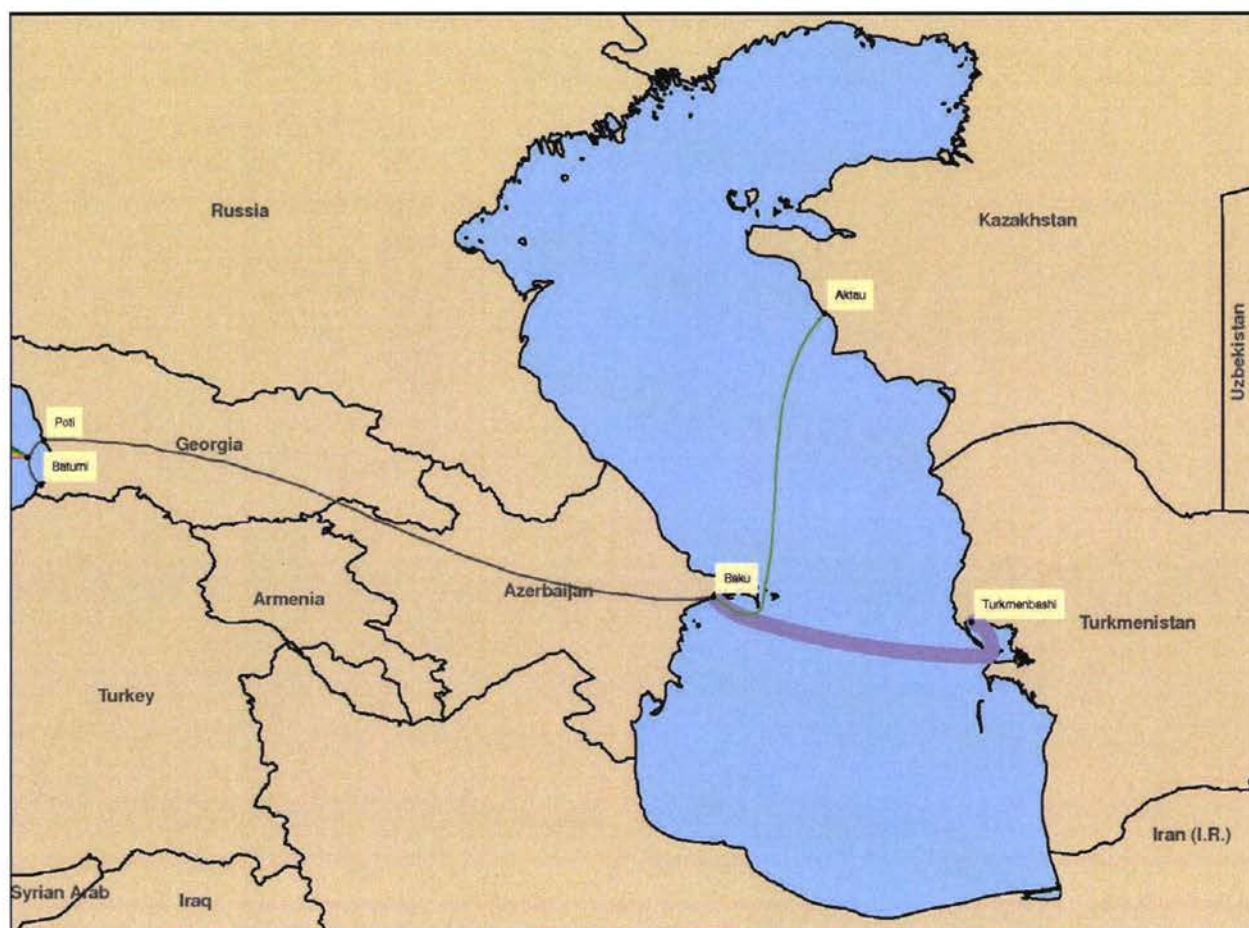 Russia
Kazakhstan
Aktau
Uzbekistan
Poti
Georgia
Batumi
Baku
Azerbaijan
Armenia
Turkmenbashi
Turkmenistan
Turkey
Iran (I.R.)
Syrian Arab
Iraq